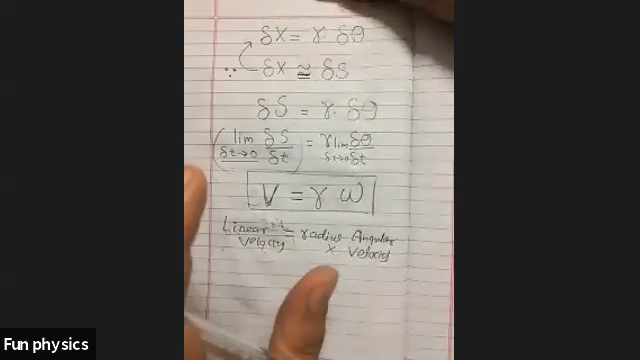 δx = r. δθ
∵ δx ≅ δs
δS = r. δθ
(lim δt→0 δS/δt) = r lim δt→0 δθ/δt
V = r ω
Linear Velocity = radius × Angular Velocity
Fun physics